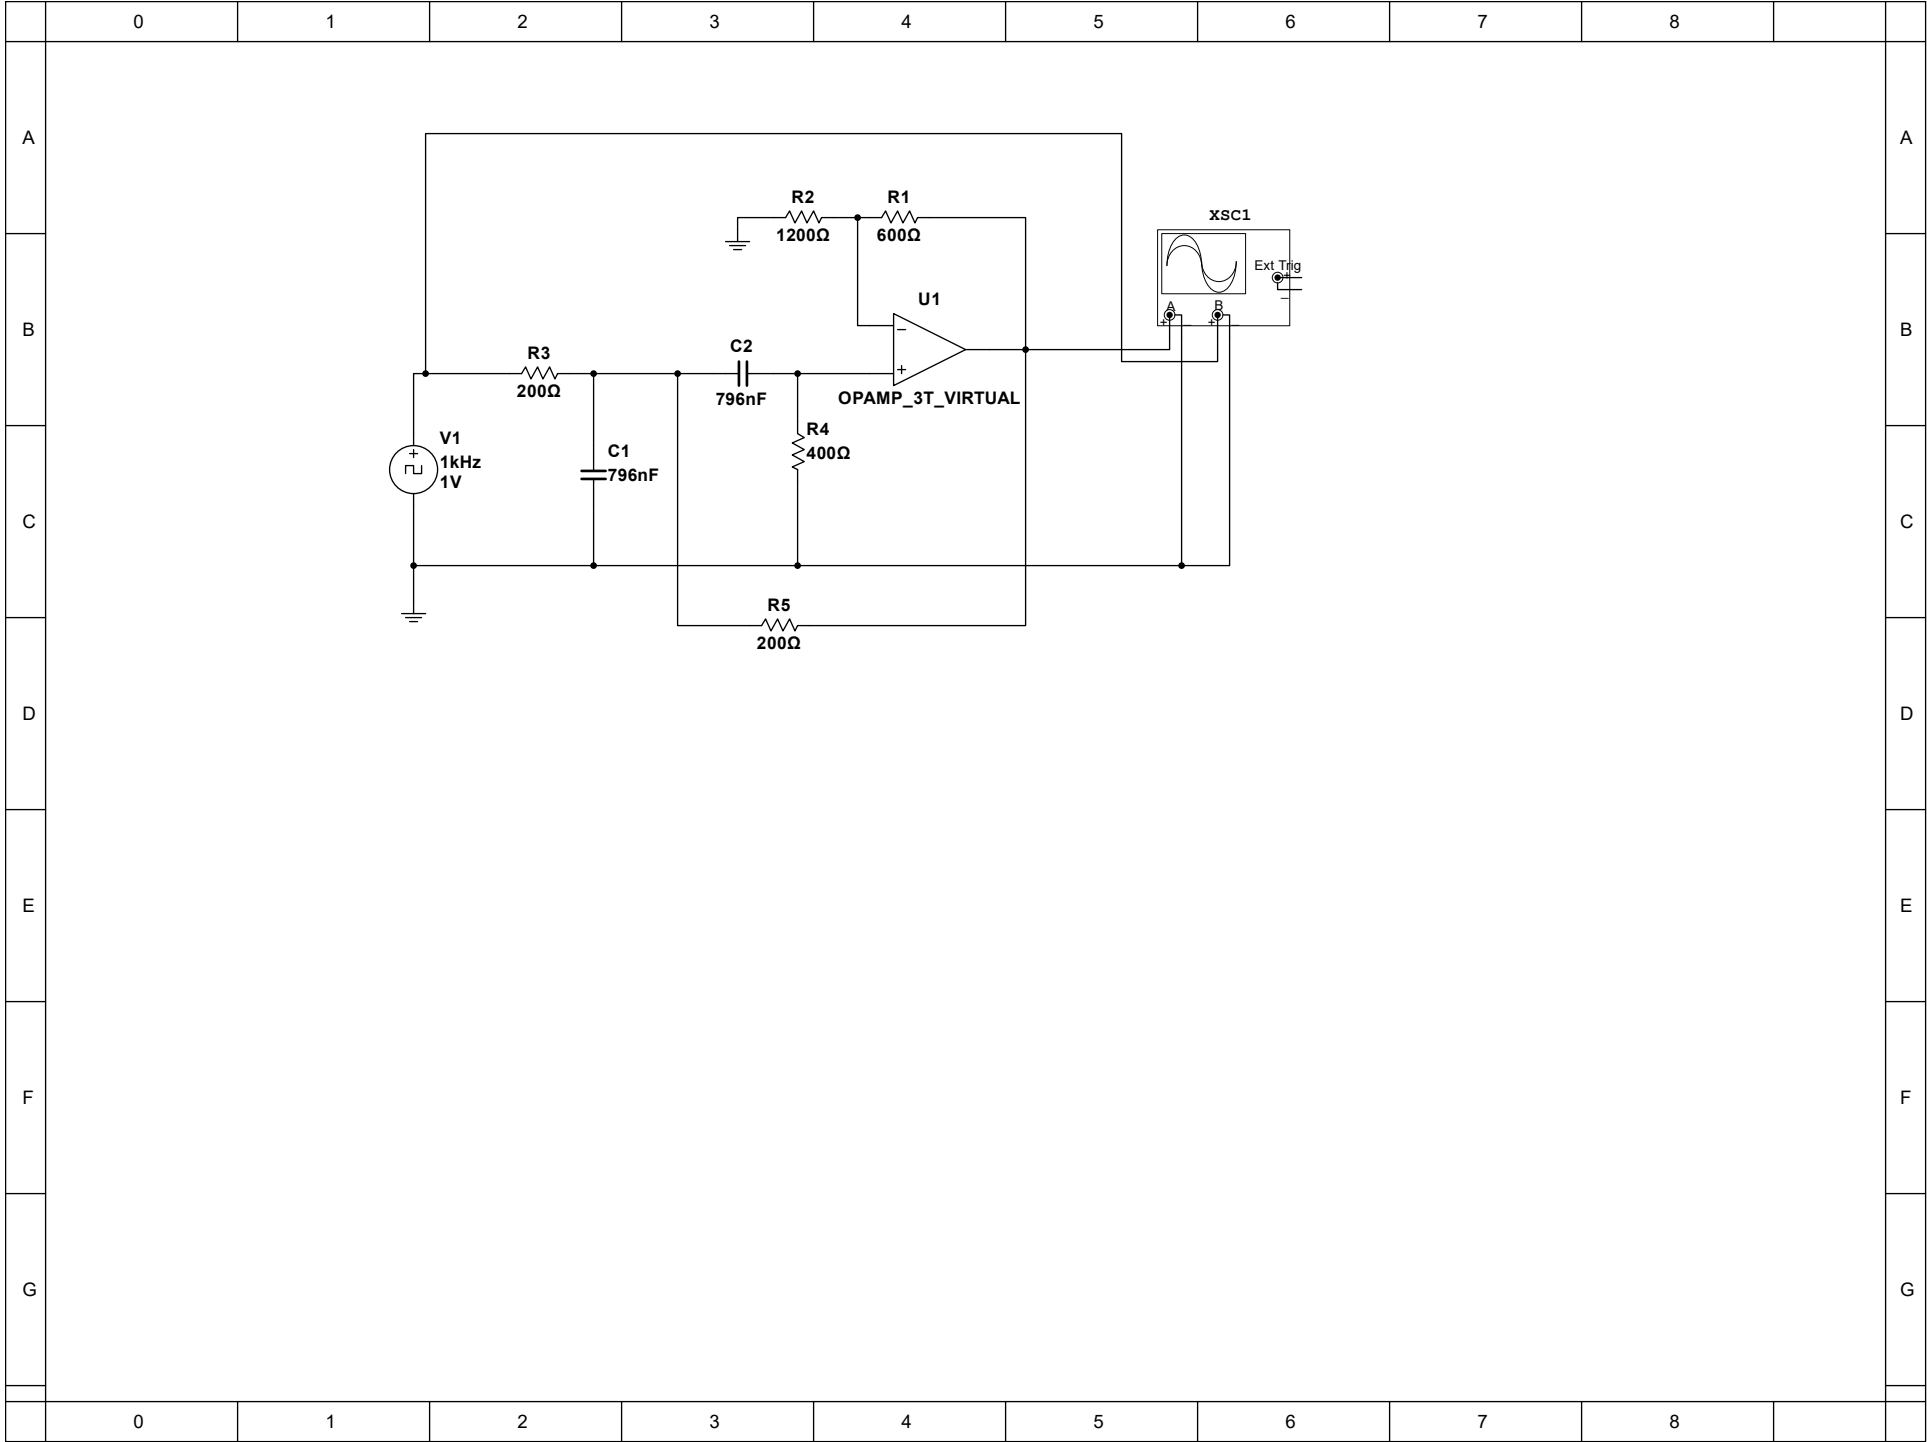 0 1 2 3 4 5 6 7 8
A A
R2 R1
1200Ω 600Ω
XSC1
Ext Trig
+
_
A B
+ _ + _
U1
B B
R3
200Ω
C2
796nF
−
+
OPAMP_3T_VIRTUAL
R4
400Ω
V1
1kHz
1V
+
C1
796nF
C C
R5
200Ω
D D
E E
F F
G G
0 1 2 3 4 5 6 7 8